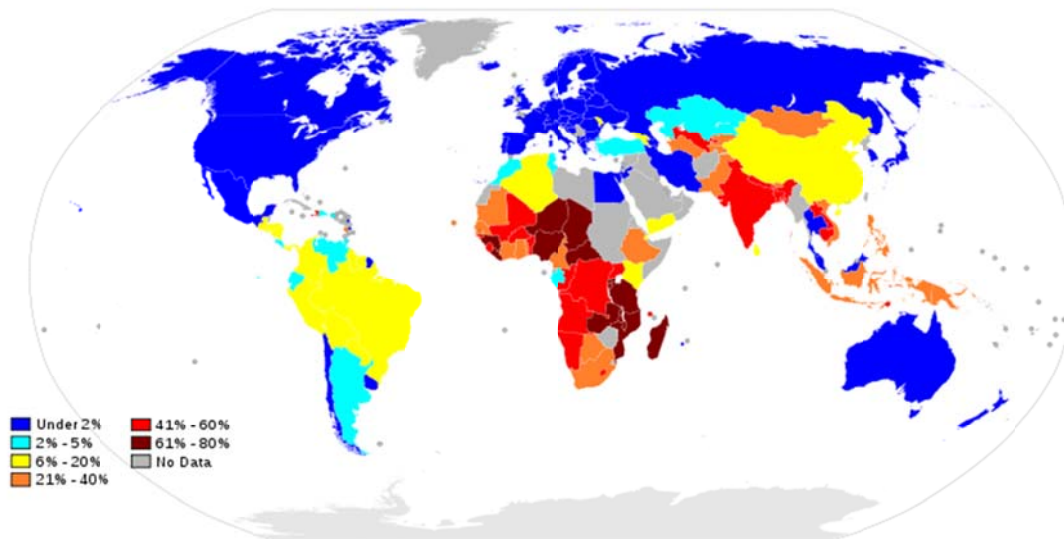 Under 2%
2% - 5%
6% - 20%
21% - 40%
41% - 60%
61% - 80%
No Data